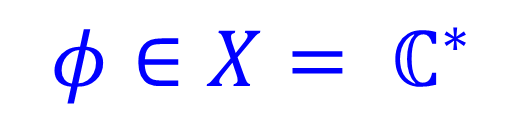 𝜙 ∈ 𝑋 = ℂ*